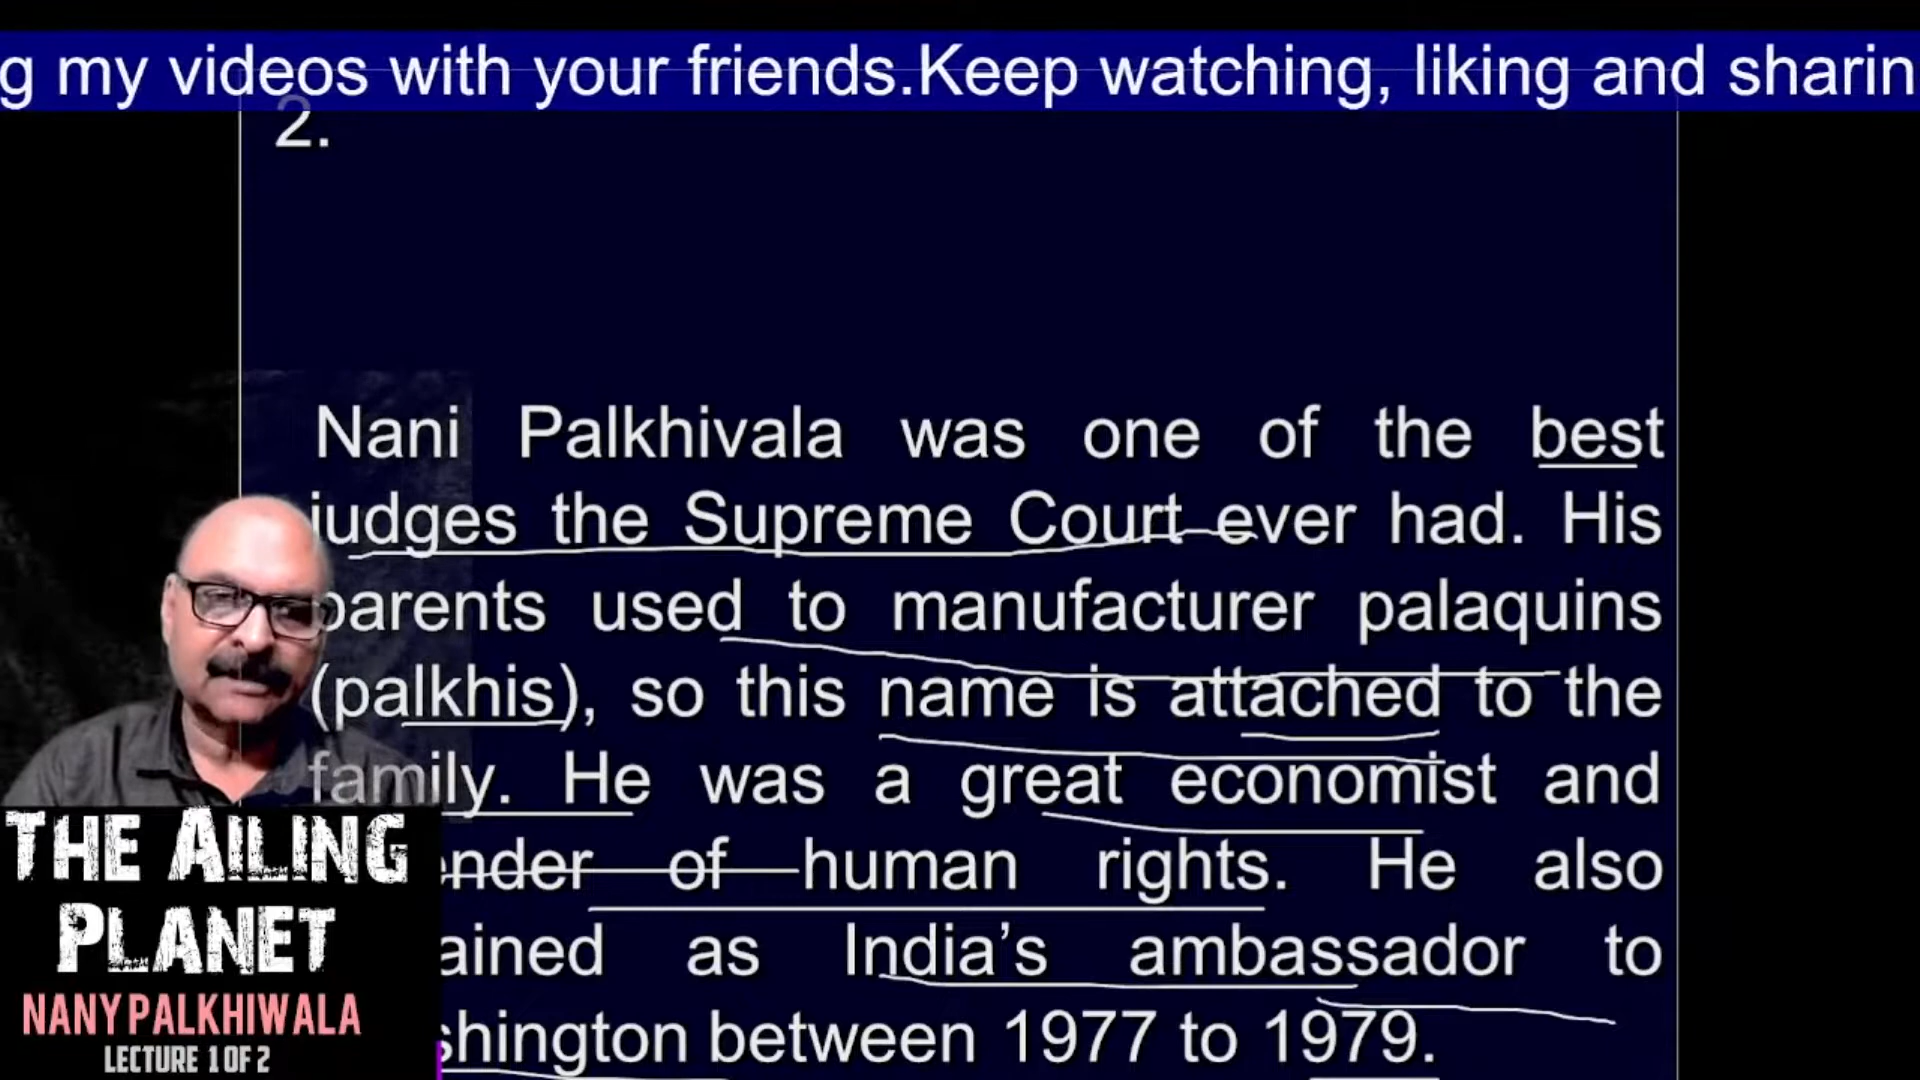 g my videos with your friends.Keep watching, liking and sharin
2.
Nani Palkhivala was one of the best
judges the Supreme Court ever had. His
parents used to manufacturer palaquins
(palkhis), so this name is attached to the
family. He was a great economist and
ender of human rights. He also
ained as India's ambassador to
shington between 1977 to 1979.
THE AILING
PLANET
NANY PALKHIWALA
LECTURE 1 OF 2